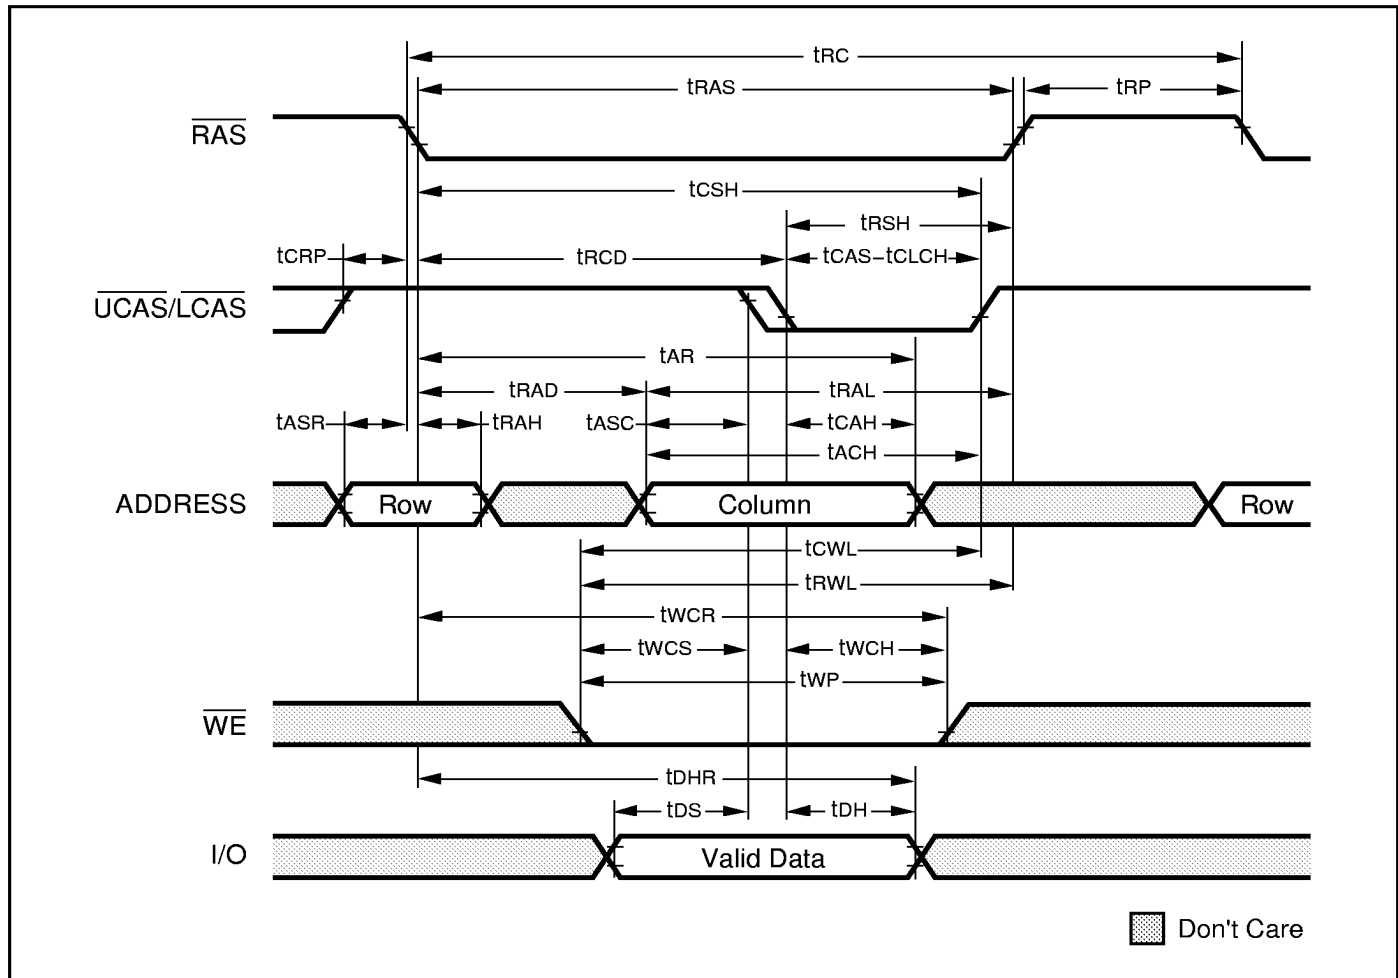 tRC
tRAS
tRP
RAS
tCSH
tRSH
tCRP
tRCD
tCAS tCLCH
UCAS/LCAS
tAR
tRAD
tRAL
tASR
tRAH
tASC
tCAH
tACH
ADDRESS
Row
Column
Row
tCWL
tRWL
tWCR
tWCS
tWCH
tWP
WE
tDHR
tDS
tDH
I/O
Valid Data
Don't Care